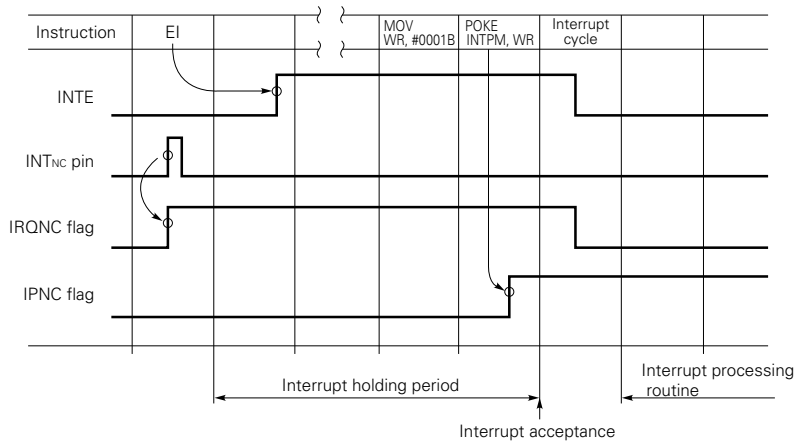 Instruction
EI
MOV
WR, #0001B
POKE
INTPM, WR
Interrupt
cycle
INTE
INTNC pin
IRQNC flag
IPNC flag
Interrupt holding period
Interrupt processing
routine
Interrupt acceptance